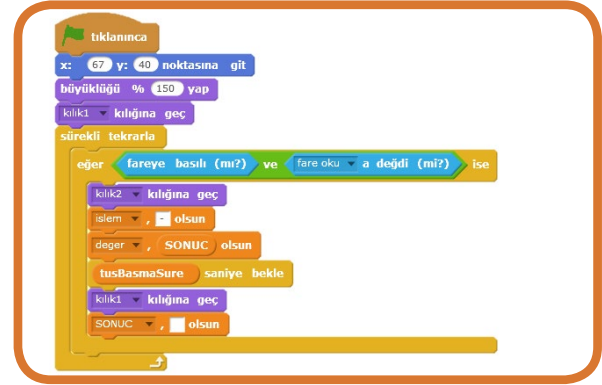 tıklanınca
x: 67 y: 40 noktasına git
büyüklüğü % 150 yap
kılık1 kılığına geç
sürekli tekrarla
eğer fareye basılı (mı?) ve fare oku a değdi (mi?) ise
kılık2 kılığına geç
islem , - olsun
deger , SONUC olsun
tusBasmaSure saniye bekle
kılık1 kılığına geç
SONUC , olsun